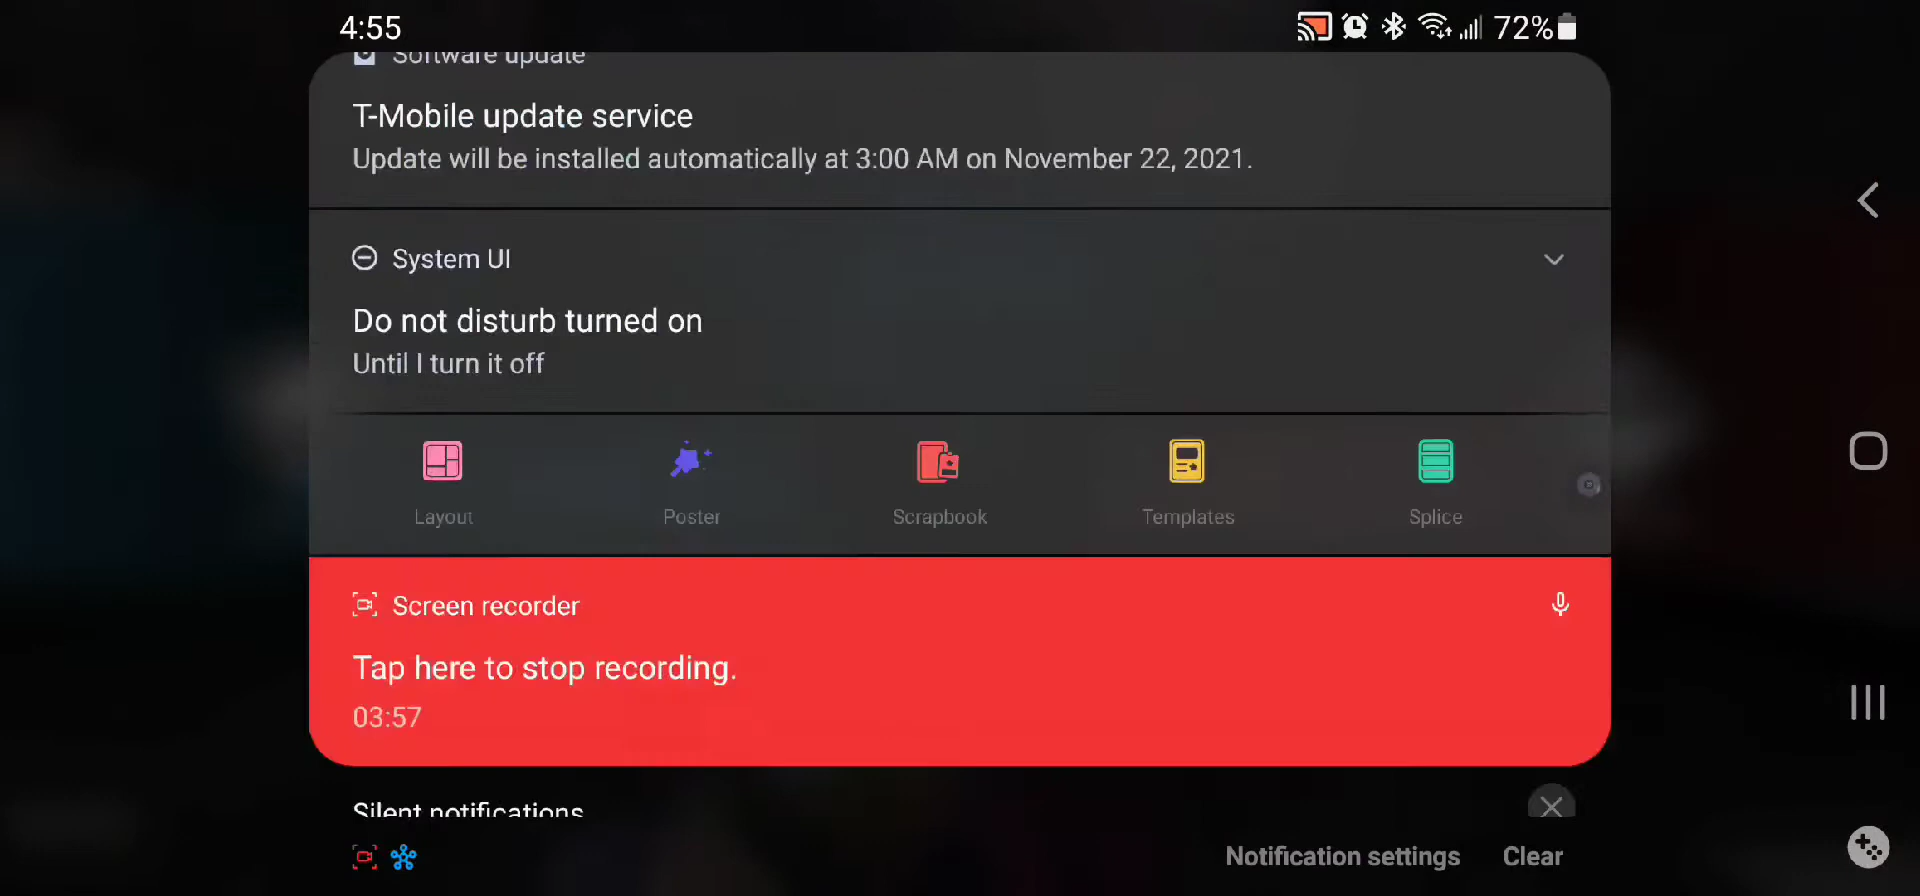 4:55
72%
Software update
T-Mobile update service
Update will be installed automatically at 3:00 AM on November 22, 2021.
System UI
Do not disturb turned on
Until I turn it off
Layout
Poster
Scrapbook
Templates
Splice
Screen recorder
Tap here to stop recording.
03:57
Silent notifications
Notification settings
Clear